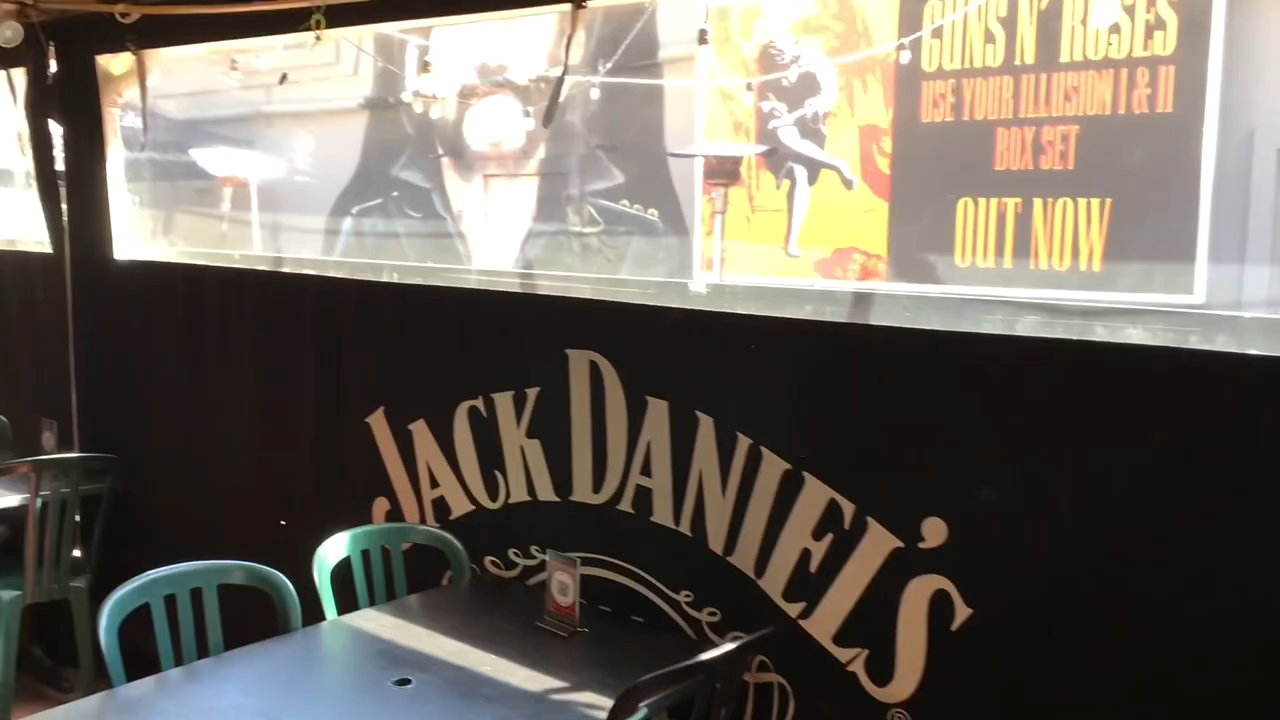 GUNS N' ROSES
USE YOUR ILLUSION I & II
BOX SET
OUT NOW
JACK DANIEL'S
®